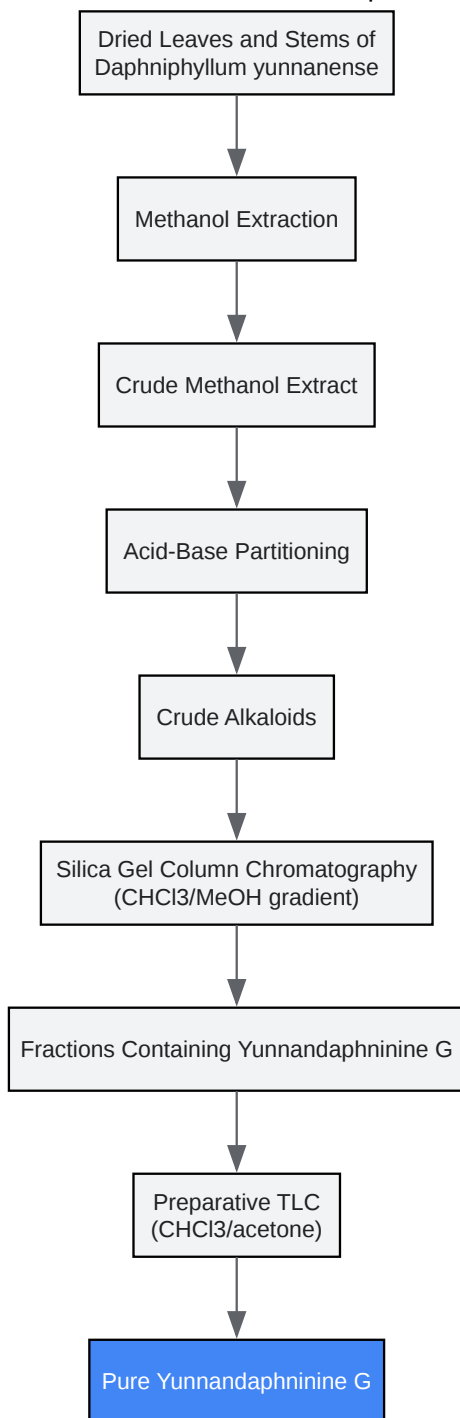 Dried Leaves and Stems of
Daphniphyllum yunnanense
Methanol Extraction
Crude Methanol Extract
Acid-Base Partitioning
Crude Alkaloids
Silica Gel Column Chromatography
(CHCl3/MeOH gradient)
Fractions Containing Yunnandaphninine G
Preparative TLC
(CHCl3/acetone)
Pure Yunnandaphninine G